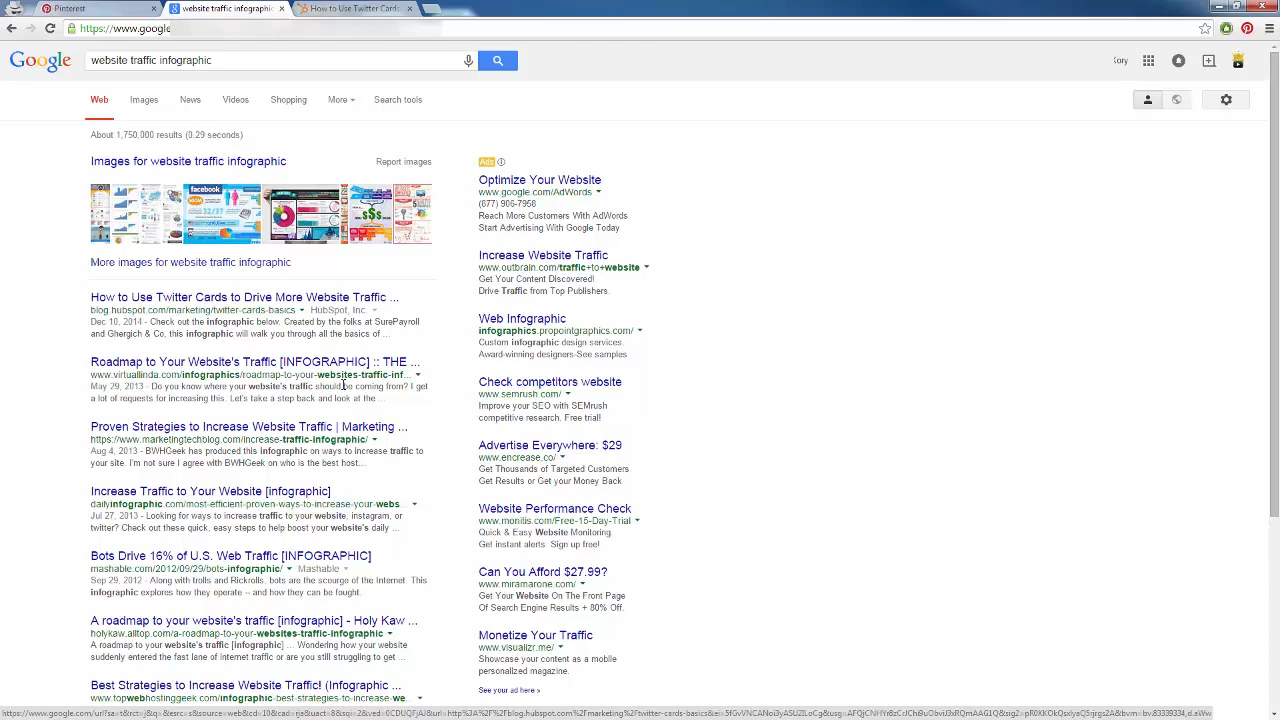 Pinterest
website traffic infographic
How to Use Twitter Cards
https://www.google
Google
website traffic infographic
Kory
Web
Images
News
Videos
Shopping
More
Search tools
About 1,750,000 results (0.29 seconds)
Images for website traffic infographic
Report images
facebook
32/37
$$$
More images for website traffic infographic
How to Use Twitter Cards to Drive More Website Traffic ...
blog.hubspot.com/marketing/twitter-cards-basics HubSpot, Inc.
Dec 10, 2014 - Check out the infographic below. Created by the folks at SurePayroll
and Ghergich & Co, this infographic will walk you through all the basics of ...
Roadmap to Your Website's Traffic [INFOGRAPHIC] :: THE ...
www.virtuallinda.com/infographics/roadmap-to-your-websites-traffic-inf...
May 29, 2013 - Do you know where your website's traffic should be coming from? I get
a lot of requests for increasing this. Let's take a step back and look at the ...
Proven Strategies to Increase Website Traffic | Marketing ...
https://www.marketingtechblog.com/increase-traffic-infographic/
Aug 4, 2013 - BWHGeek has produced this infographic on ways to increase traffic to
your site. I'm not sure I agree with BWHGeek on who is the best host...
Increase Traffic to Your Website [infographic]
dailyinfographic.com/most-efficient-proven-ways-to-increase-your-webs...
Jul 27, 2013 - Looking for ways to increase traffic to your website, instagram, or
twitter? Check out these quick, easy steps to help boost your website's daily ...
Bots Drive 16% of U.S. Web Traffic [INFOGRAPHIC]
mashable.com/2012/09/29/bots-infographic/ Mashable
Sep 29, 2012 - Along with trolls and Rickrolls, bots are the scourge of the Internet. This
infographic explores how they operate -- and how they can be fought.
A roadmap to your website's traffic [infographic] - Holy Kaw ...
holykaw.alltop.com/a-roadmap-to-your-websites-traffic-infographic
A roadmap to your website's traffic [infographic] ... Wondering how your website
suddenly entered the fast lane of internet traffic or are you still struggling to get ...
Best Strategies to Increase Website Traffic! (Infographic ...
www.topwebhostinggeek.com/infographic-best-strategies-to-increase-we...
Ads
Optimize Your Website
www.google.com/AdWords
(877) 906-7958
Reach More Customers With AdWords
Start Advertising With Google Today
Increase Website Traffic
www.outbrain.com/traffic+to+website
Get Your Content Discovered!
Drive Traffic from Top Publishers.
Web Infographic
infographics.propointgraphics.com/
Custom infographic design services.
Award-winning designers-See samples
Check competitors website
www.semrush.com/
Improve your SEO with SEMrush
competitive research. Free trial!
Advertise Everywhere: $29
www.encrease.co/
Get Thousands of Targeted Customers
Get Results or Get your Money Back
Website Performance Check
www.monitis.com/Free-15-Day-Trial
Quick & Easy Website Monitoring.
Get instant alerts. Sign up free!
Can You Afford $27.99?
www.miramarone.com/
Get Your Website On The Front Page
Of Search Engine Results + 80% Off.
Monetize Your Traffic
www.visualizr.me/
Showcase your content as a mobile
personalized magazine.
See your ad here »